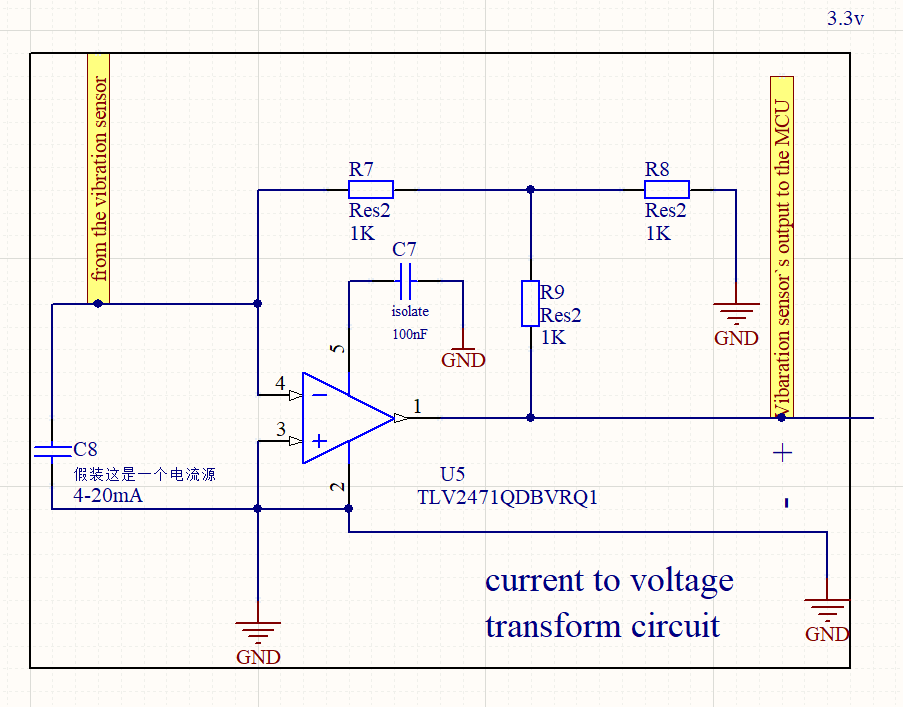 3.3v
from the vibration sensor
Vibaration sensor`s output to the MCU
R7
Res2
1K
R8
Res2
1K
C7
isolate
100nF
GND
R9
Res2
1K
GND
5
4
3
1
2
+
-
C8
假装这是一个电流源
4-20mA
U5
TLV2471QDBVRQ1
current to voltage
transform circuit
GND
GND